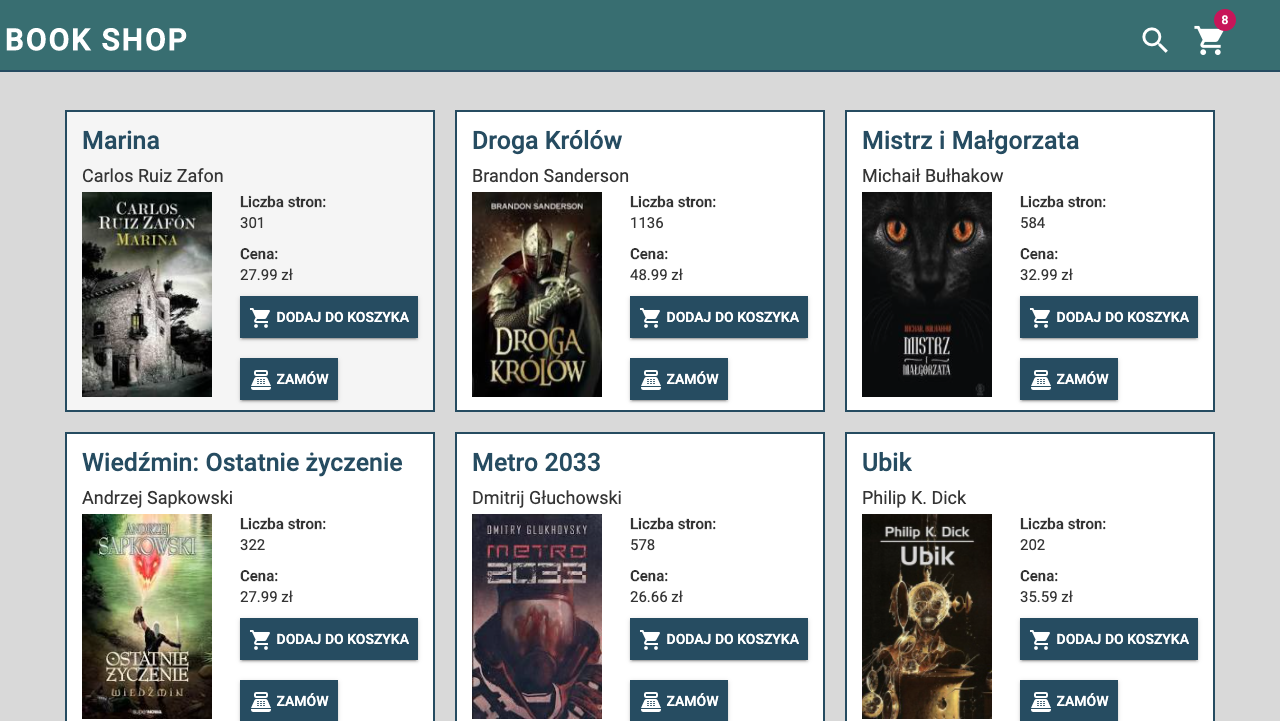 BOOK SHOP
8
Marina
Carlos Ruiz Zafon
CARLOS
RUIZ ZAFÓN
MARINA
Liczba stron:
301
Cena:
27.99 zł
DODAJ DO KOSZYKA
ZAMÓW
Droga Królów
Brandon Sanderson
BRANDON SANDERSON
DROGA
KRÓLÓW
Liczba stron:
1136
Cena:
48.99 zł
DODAJ DO KOSZYKA
ZAMÓW
Mistrz i Małgorzata
Michaił Bułhakow
MICHAIŁ BUŁHAKOW
MISTRZ
i
MAŁGORZATA
Liczba stron:
584
Cena:
32.99 zł
DODAJ DO KOSZYKA
ZAMÓW
Wiedźmin: Ostatnie życzenie
Andrzej Sapkowski
ANDRZEJ
SAPKOWSKI
OSTATNIE
ŻYCZENIE
WIEDŹMIN
superNOWA
Liczba stron:
322
Cena:
27.99 zł
DODAJ DO KOSZYKA
ZAMÓW
Metro 2033
Dmitrij Głuchowski
DMITRY GLUKHOVSKY
METRO
2033
Liczba stron:
578
Cena:
26.66 zł
DODAJ DO KOSZYKA
ZAMÓW
Ubik
Philip K. Dick
Philip K. Dick
Ubik
Liczba stron:
202
Cena:
35.59 zł
DODAJ DO KOSZYKA
ZAMÓW